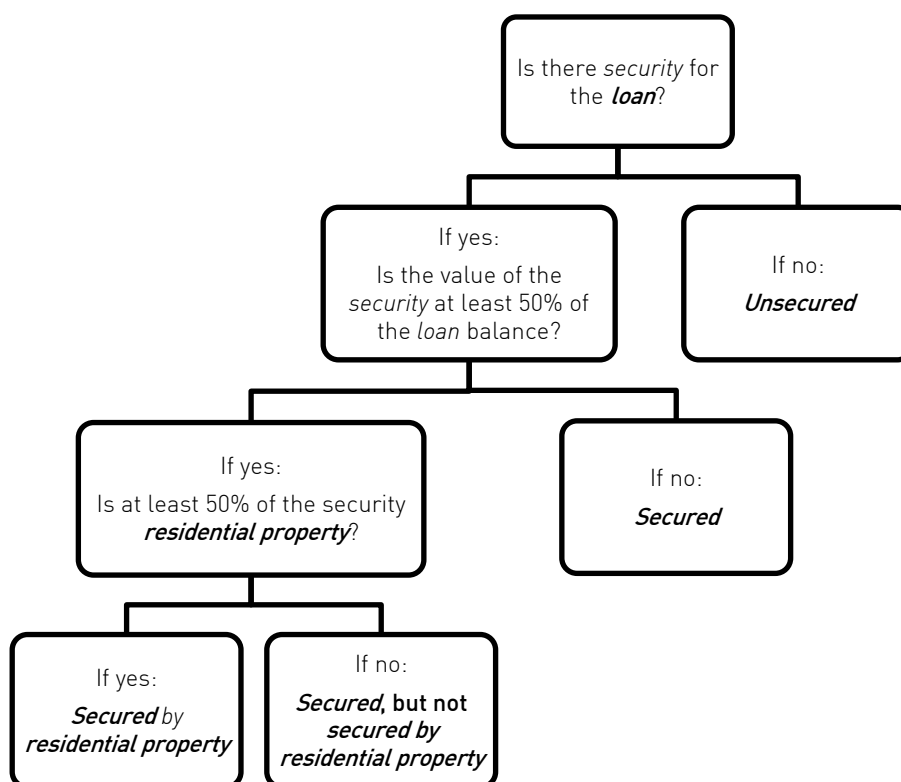 Is there security for
the loan?
If yes:
Is the value of the
security at least 50% of
the loan balance?
If no:
Unsecured
If yes:
Is at least 50% of the security
residential property?
If no:
Secured
If yes:
Secured by
residential property
If no:
Secured, but not
secured by
residential property